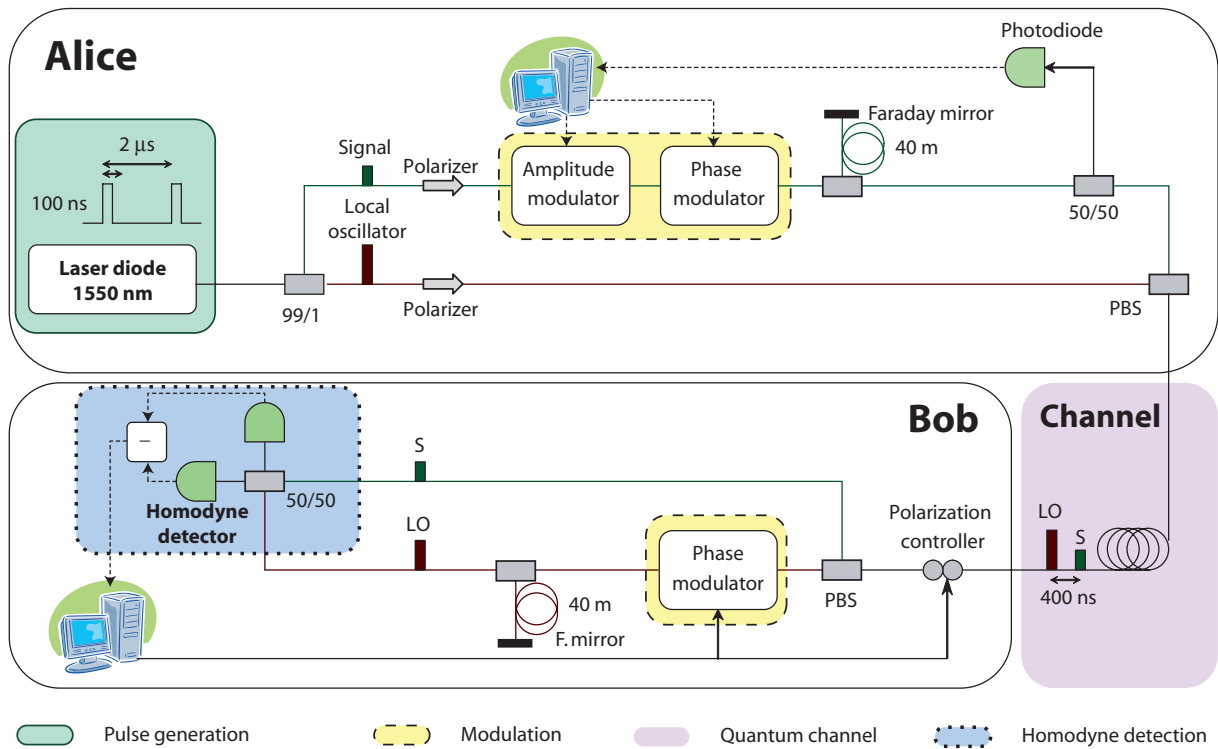 Alice
Photodiode
2 μs
100 ns
Laser diode
1550 nm
Signal
Local
oscillator
99/1
Polarizer
Polarizer
Amplitude
modulator
Phase
modulator
Faraday mirror
40 m
50/50
PBS
Bob
Channel
–
50/50
Homodyne
detector
S
LO
40 m
F. mirror
Phase
modulator
PBS
Polarization
controller
LO
S
400 ns
Pulse generation
Modulation
Quantum channel
Homodyne detection